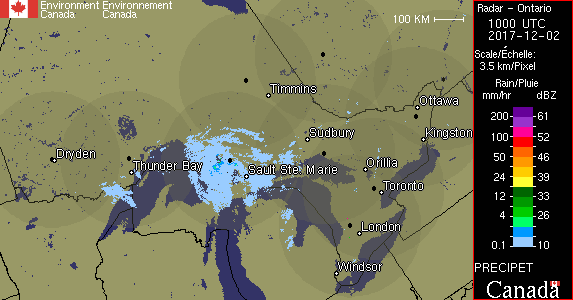 Environment Environnement
Canada Canada
Radar - Ontario
1000 UTC
2017-12-02
Scale/Échelle:
3.5 km/Pixel
Rain/Pluie
mm/hr dBZ
200 61
100 52
50 46
24 39
12 33
4 26
0.1 10
PRECIPET
Canada
100 KM
Timmins
Ottawa
Sudbury
Kingston
Dryden
Thunder Bay
Sault Ste. Marie
Orillia
Toronto
London
Windsor